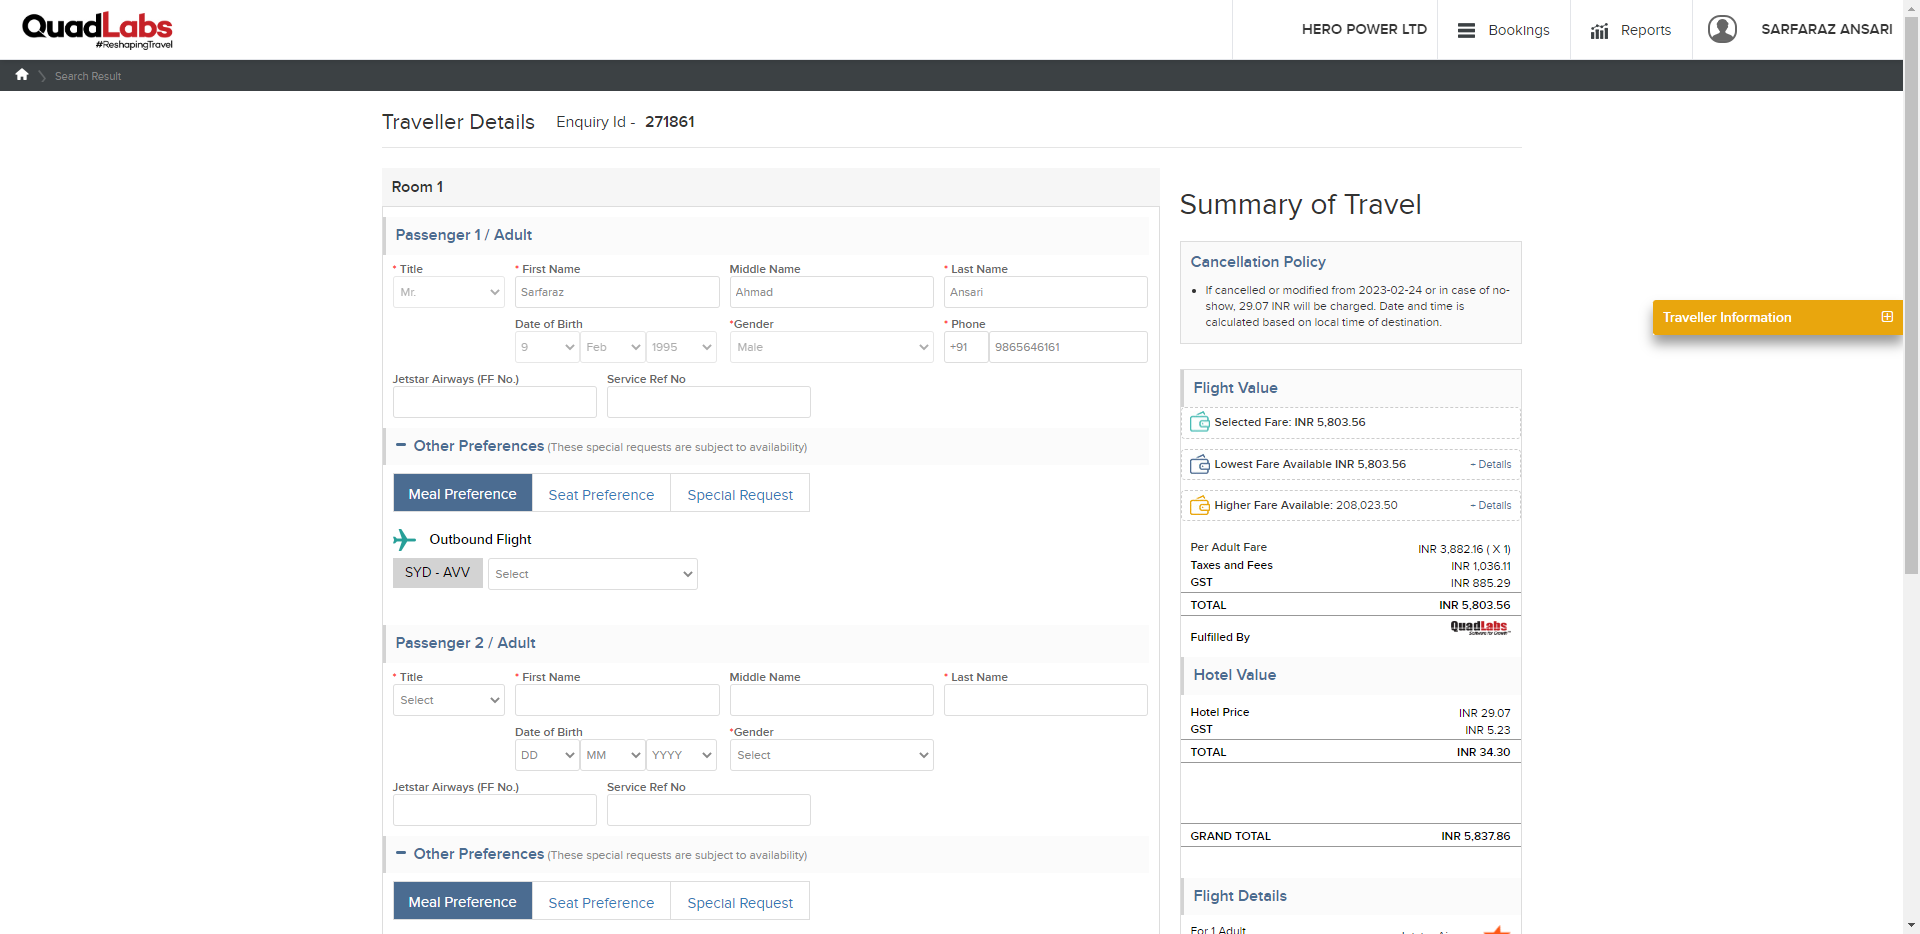 QuadLabs
#ReshapingTravel
HERO POWER LTD
Bookings
Reports
SARFARAZ ANSARI
Search Result
Traveller Details Enquiry Id - 271861
Room 1
Passenger 1 / Adult
* Title * First Name Middle Name * Last Name
Mr. Sarfaraz Ahmad Ansari
Date of Birth *Gender * Phone
9 Feb 1995 Male +91 9865646161
Jetstar Airways (FF No.) Service Ref No
Other Preferences (These special requests are subject to availability)
Meal Preference Seat Preference Special Request
Outbound Flight
SYD - AVV Select
Passenger 2 / Adult
* Title * First Name Middle Name * Last Name
Select
Date of Birth *Gender
DD MM YYYY Select
Jetstar Airways (FF No.) Service Ref No
Other Preferences (These special requests are subject to availability)
Meal Preference Seat Preference Special Request
Summary of Travel
Cancellation Policy
• If cancelled or modified from 2023-02-24 or in case of no-
show, 29.07 INR will be charged. Date and time is
calculated based on local time of destination.
Flight Value
Selected Fare: INR 5,803.56
Lowest Fare Available INR 5,803.56 + Details
Higher Fare Available: 208,023.50 + Details
Per Adult Fare INR 3,882.16 ( X 1)
Taxes and Fees INR 1,036.11
GST INR 885.29
TOTAL INR 5,803.56
Fulfilled By QuadLabs
Hotel Value
Hotel Price INR 29.07
GST INR 5.23
TOTAL INR 34.30
GRAND TOTAL INR 5,837.86
Flight Details
For 1 Adult
Traveller Information